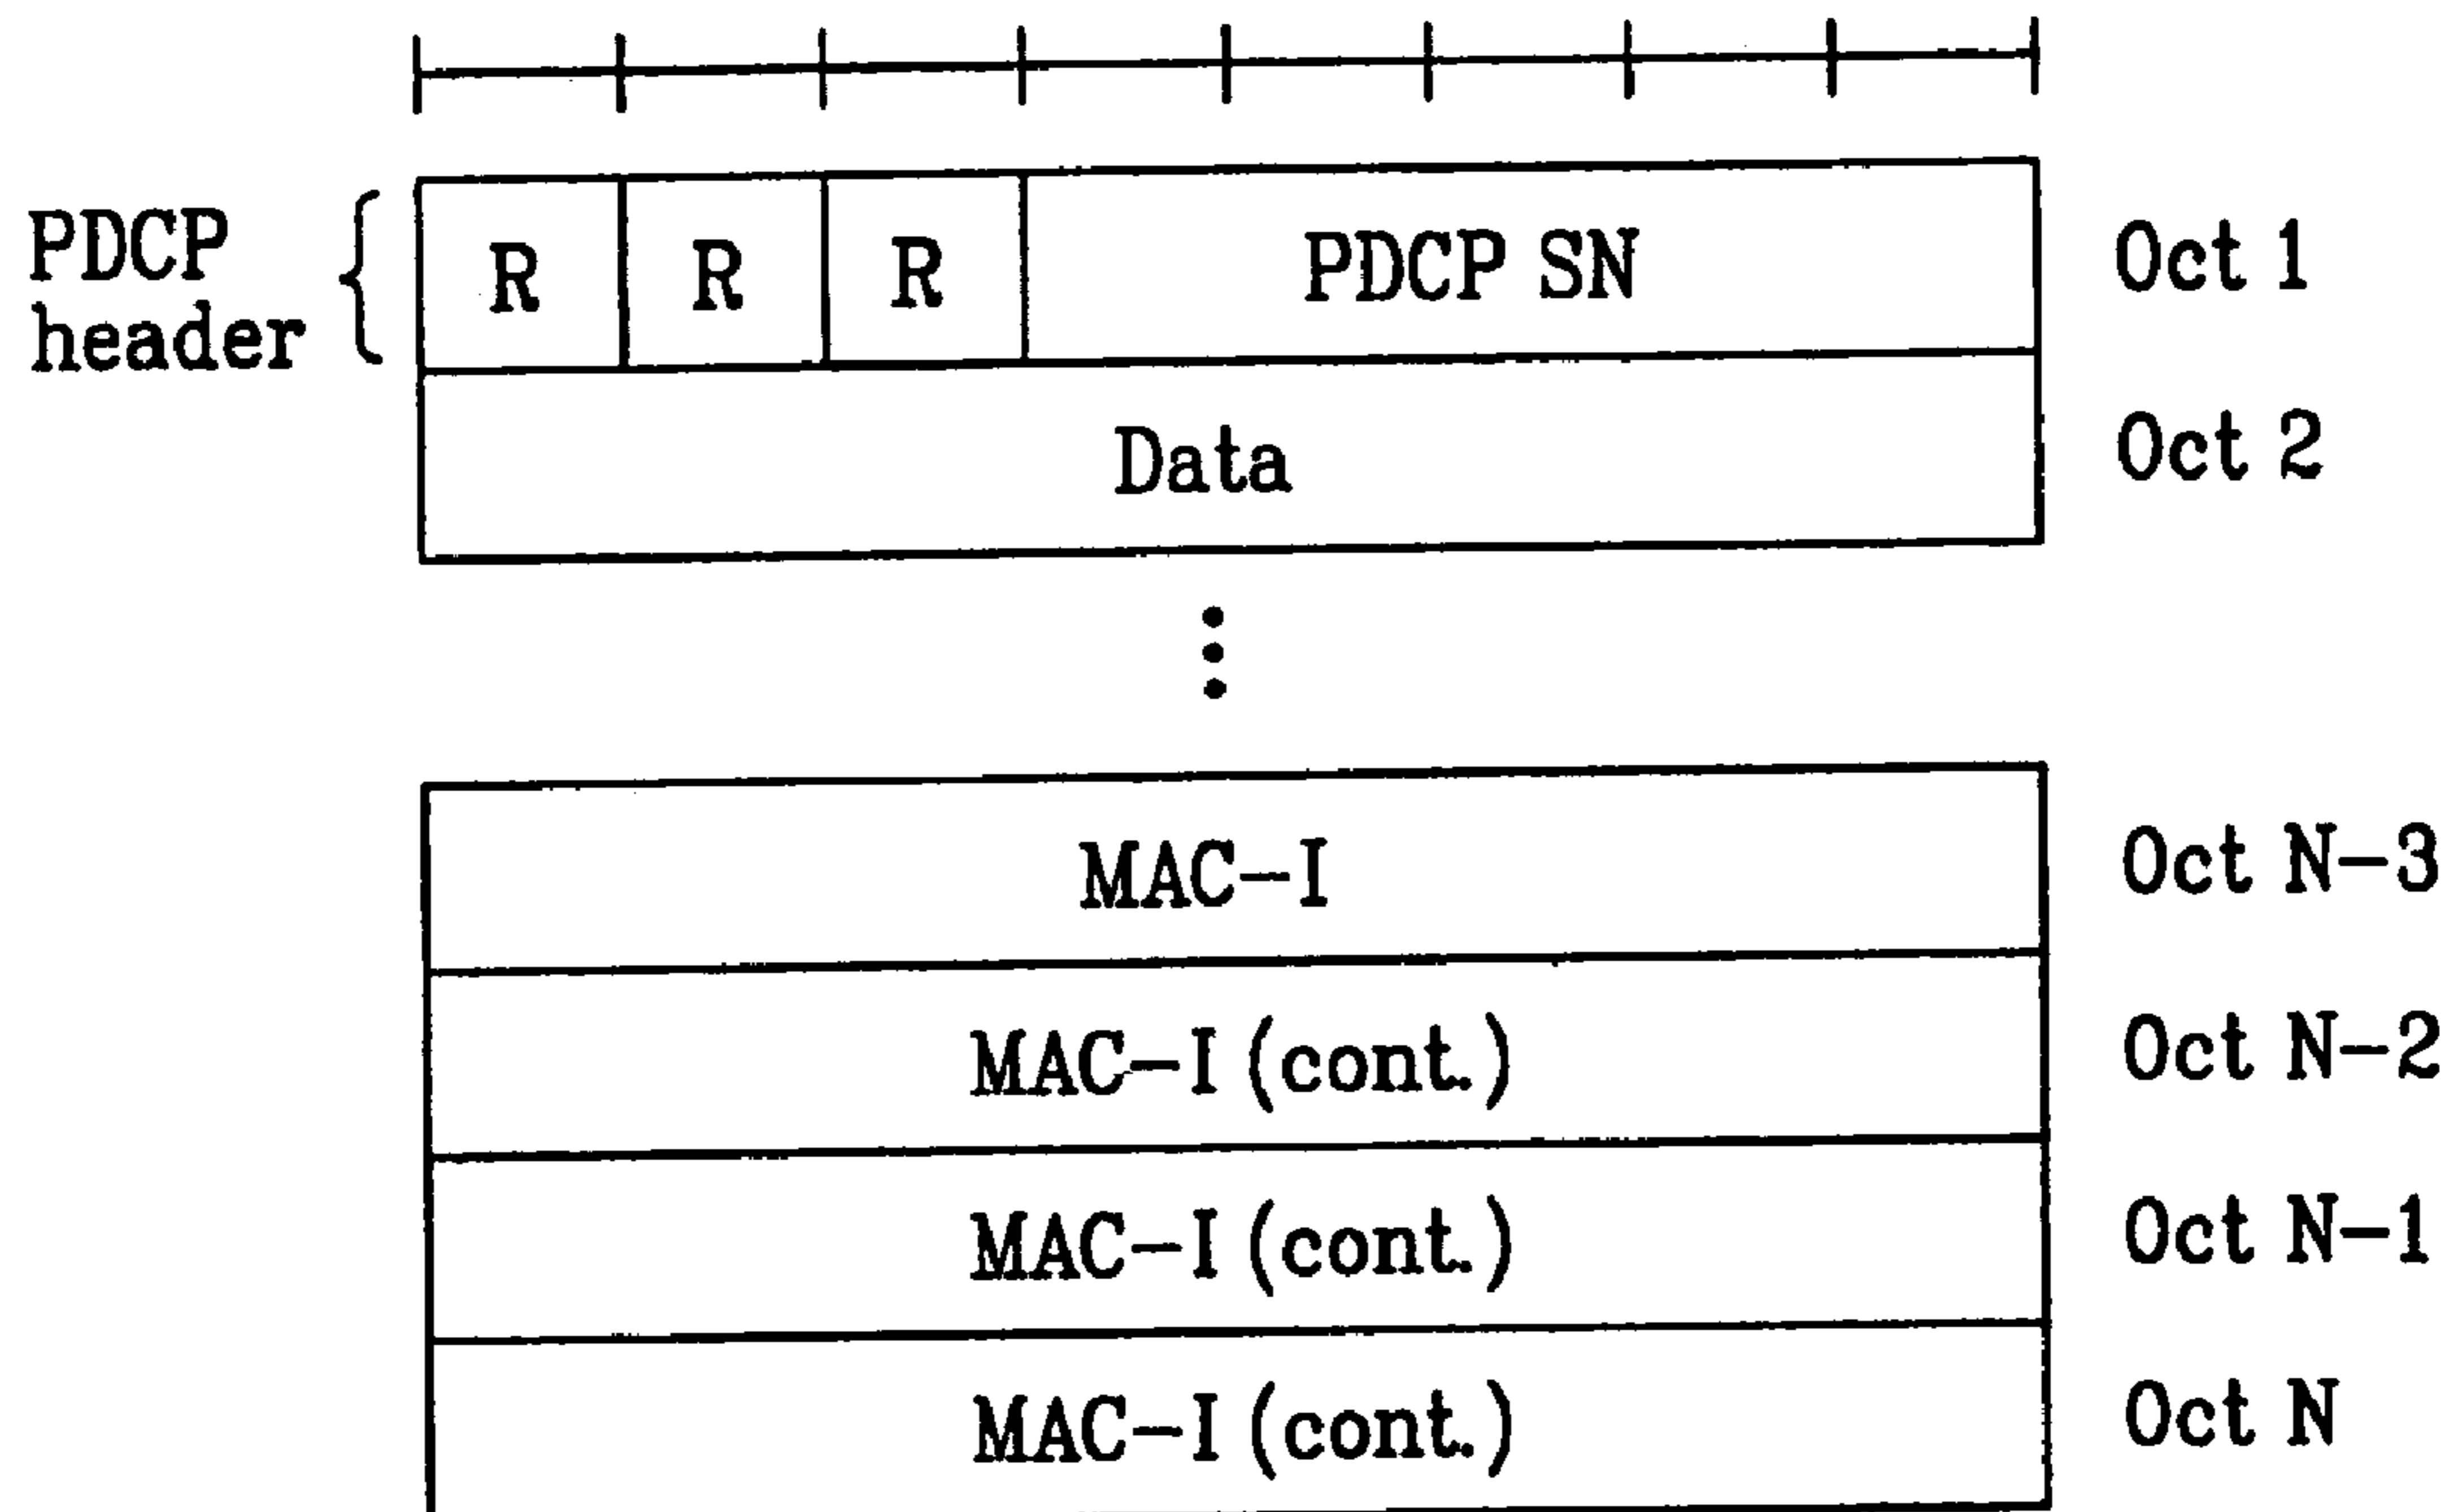 PDCP
header
R R R PDCP SN Oct 1
Data Oct 2
MAC-I Oct N-3
MAC-I (cont.) Oct N-2
MAC-I (cont.) Oct N-1
MAC-I (cont.) Oct N